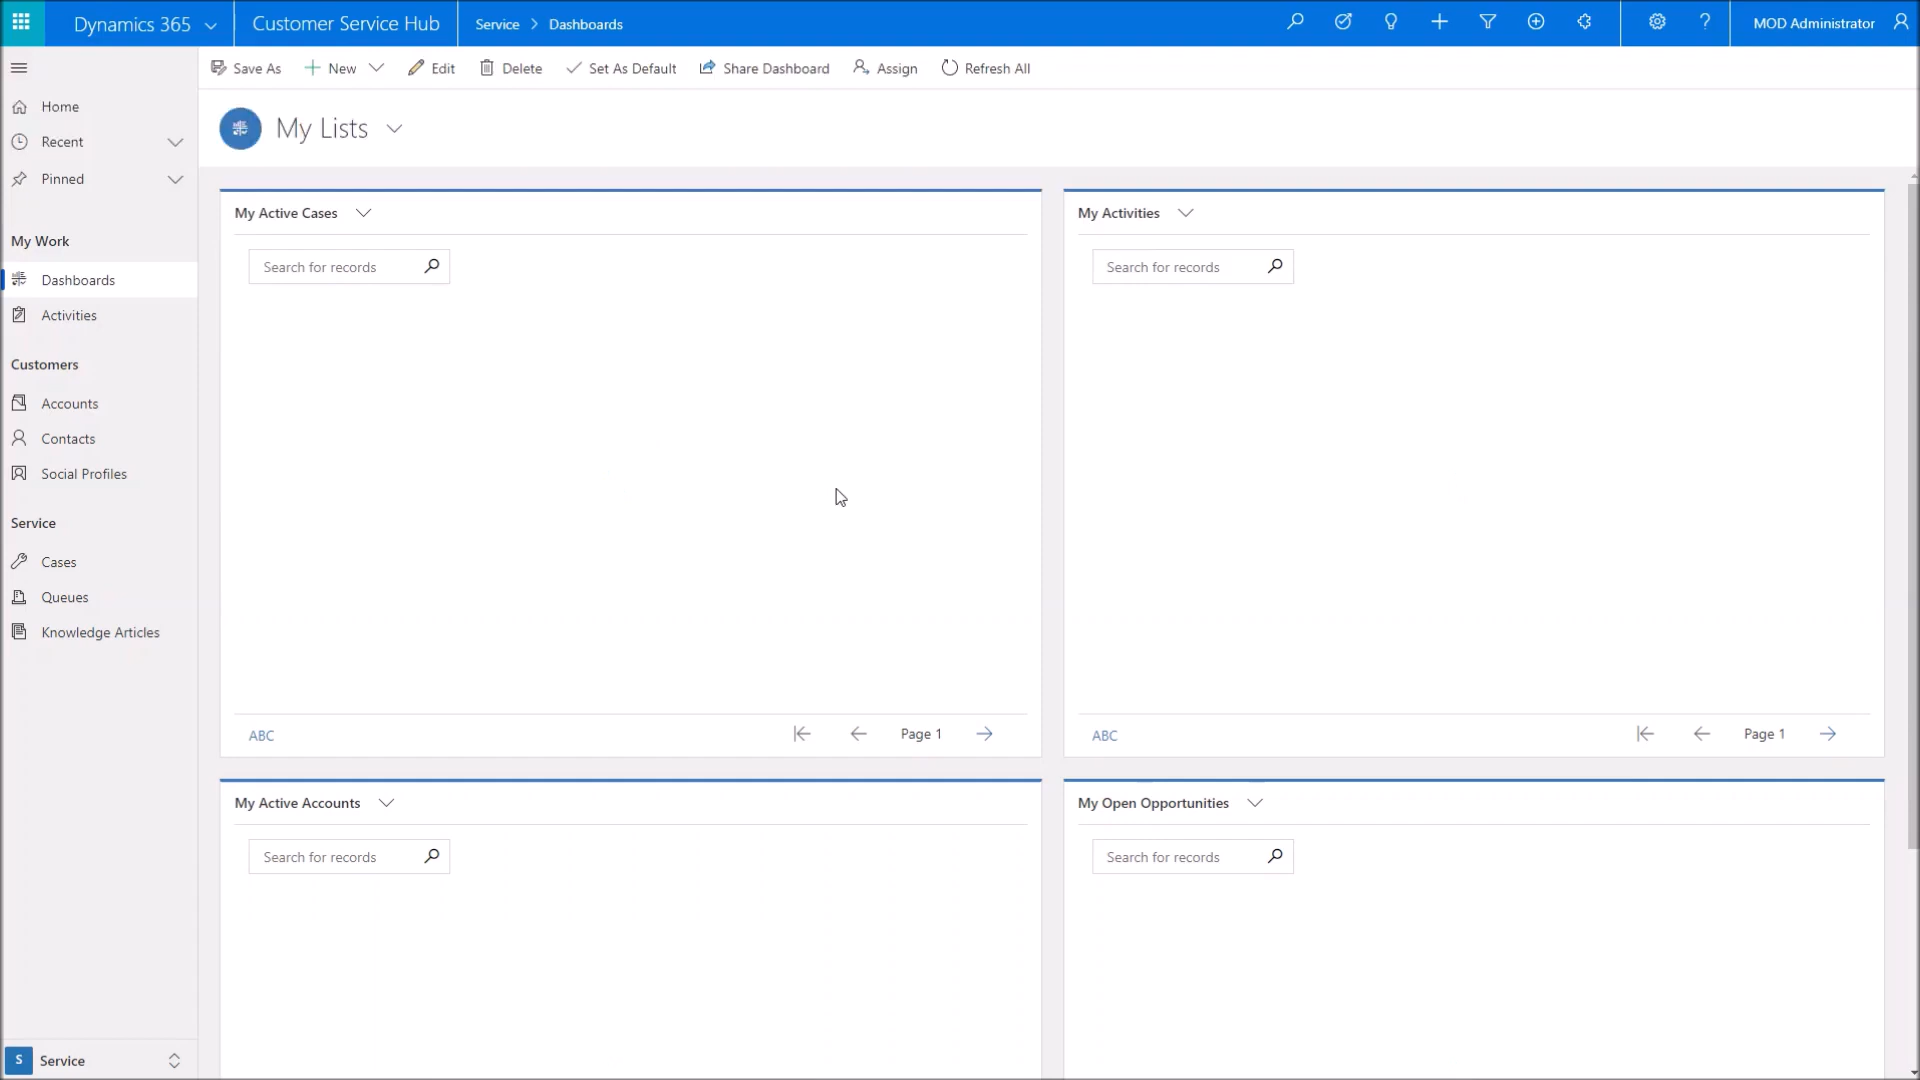 Dynamics 365
Customer Service Hub
Service > Dashboards
MOD Administrator
Save As
New
Edit
Delete
Set As Default
Share Dashboard
Assign
Refresh All
Home
Recent
Pinned
My Work
Dashboards
Activities
Customers
Accounts
Contacts
Social Profiles
Service
Cases
Queues
Knowledge Articles
S Service
My Lists
My Active Cases
Search for records
ABC
Page 1
My Activities
Search for records
ABC
Page 1
My Active Accounts
Search for records
My Open Opportunities
Search for records